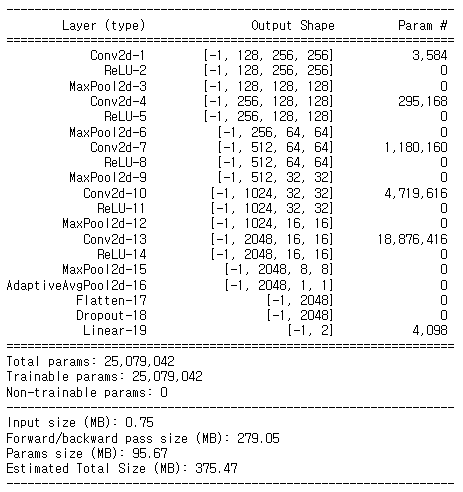 ----------------------------------------------------------------
        Layer (type)               Output Shape         Param #
================================================================
            Conv2d-1        [-1, 128, 256, 256]           3,584
              ReLU-2        [-1, 128, 256, 256]               0
         MaxPool2d-3        [-1, 128, 128, 128]               0
            Conv2d-4        [-1, 256, 128, 128]         295,168
              ReLU-5        [-1, 256, 128, 128]               0
         MaxPool2d-6          [-1, 256, 64, 64]               0
            Conv2d-7          [-1, 512, 64, 64]       1,180,160
              ReLU-8          [-1, 512, 64, 64]               0
         MaxPool2d-9          [-1, 512, 32, 32]               0
           Conv2d-10         [-1, 1024, 32, 32]       4,719,616
             ReLU-11         [-1, 1024, 32, 32]               0
        MaxPool2d-12         [-1, 1024, 16, 16]               0
           Conv2d-13         [-1, 2048, 16, 16]      18,876,416
             ReLU-14         [-1, 2048, 16, 16]               0
        MaxPool2d-15           [-1, 2048, 8, 8]               0
AdaptiveAvgPool2d-16           [-1, 2048, 1, 1]               0
          Flatten-17                 [-1, 2048]               0
          Dropout-18                 [-1, 2048]               0
           Linear-19                    [-1, 2]           4,098
================================================================
Total params: 25,079,042
Trainable params: 25,079,042
Non-trainable params: 0
----------------------------------------------------------------
Input size (MB): 0.75
Forward/backward pass size (MB): 279.05
Params size (MB): 95.67
Estimated Total Size (MB): 375.47
----------------------------------------------------------------